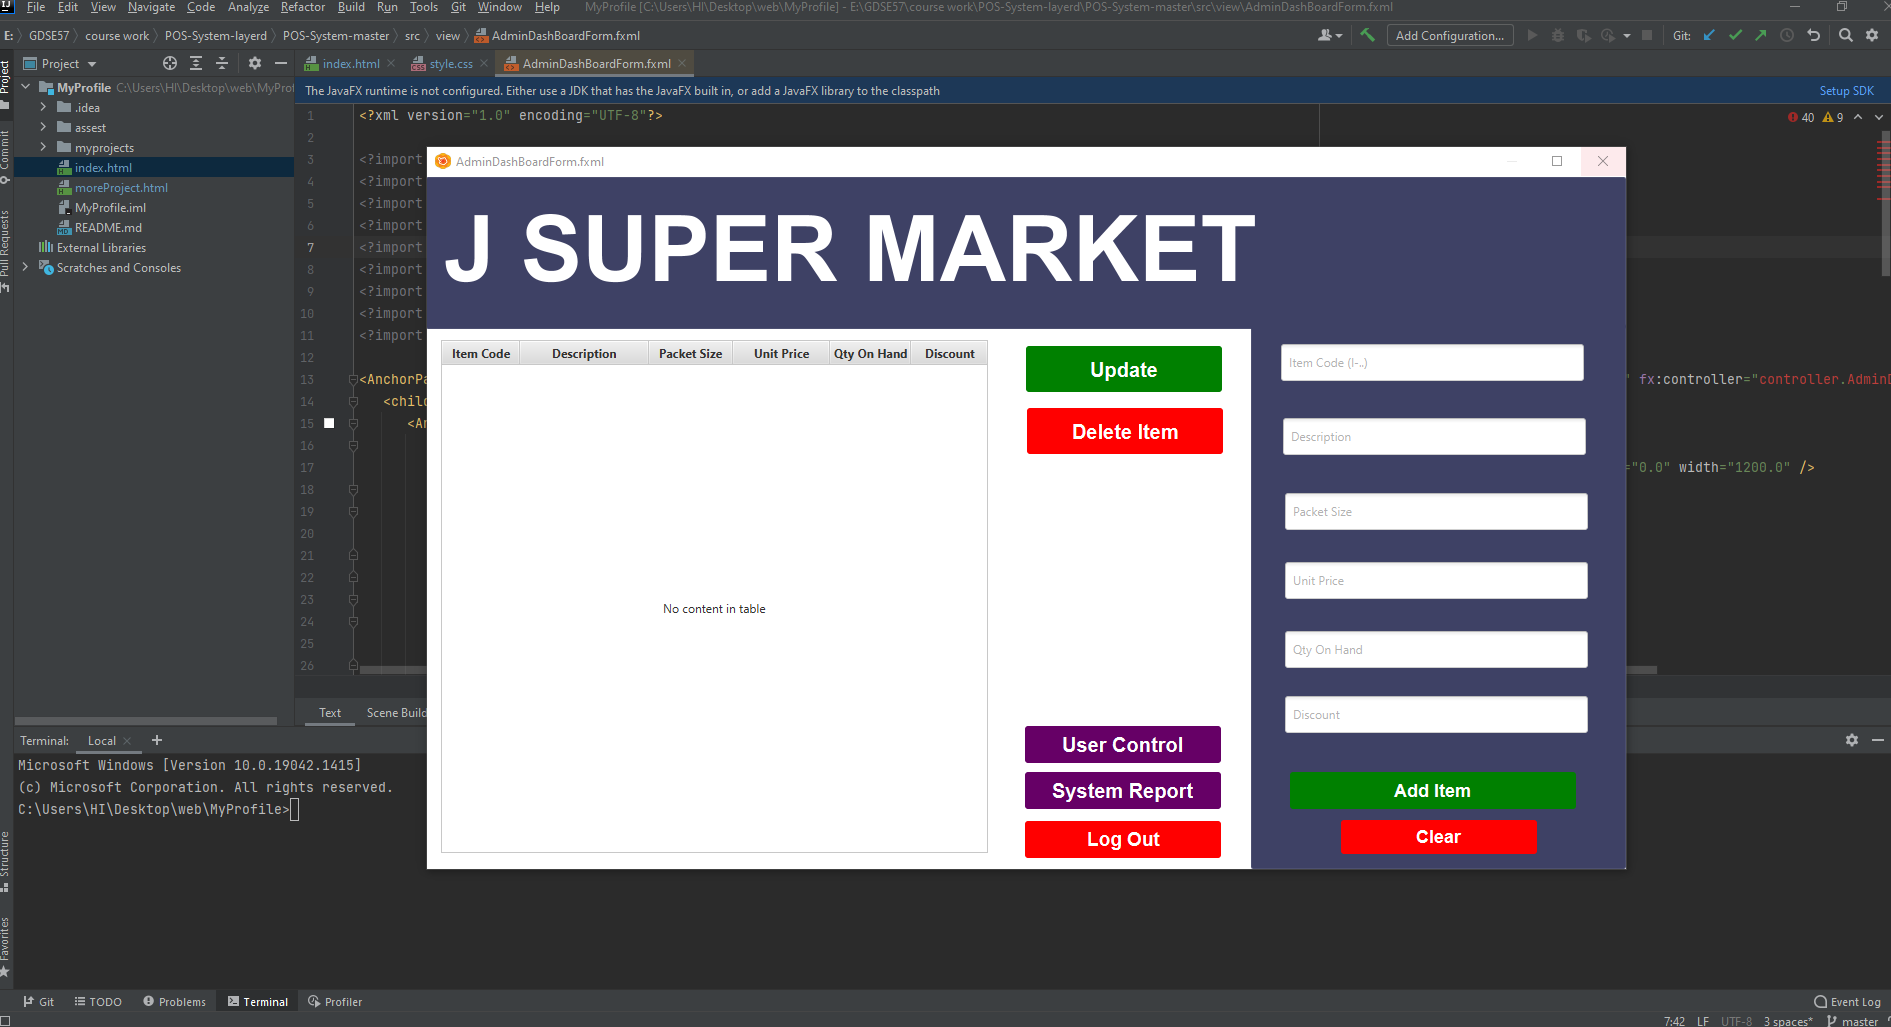 IJ File Edit View Navigate Code Analyze Refactor Build Run Tools Git Window Help MyProfile [C:\Users\HI\Desktop\web\MyProfile] - E:\GDSE57\course work\POS-System-layerd\POS-System-master\src\view\AdminDashBoardForm.fxml
E: GDSE57 course work POS-System-layerd POS-System-master src view AdminDashBoardForm.fxml Add Configuration... Git:
Project index.html style.css AdminDashBoardForm.fxml
MyProfile C:\Users\HI\Desktop\web\MyProf
.idea
assest
myprojects
index.html
moreProject.html
MyProfile.iml
README.md
External Libraries
Scratches and Consoles
Project
Commit
Pull Requests
Structure
Favorites
The JavaFX runtime is not configured. Either use a JDK that has the JavaFX built in, or add a JavaFX library to the classpath Setup SDK
40 9
1 <?xml version="1.0" encoding="UTF-8"?>
2
3 <?import
4 <?import
5 <?import
6 <?import
7 <?import
8 <?import
9 <?import
10 <?import
11 <?import
12
13 <AnchorPa " fx:controller="controller.AdminD
14 <child
15 <An
16
17 ="0.0" width="1200.0" />
18
19
20
21
22
23
24
25
26
Text Scene Build
AdminDashBoardForm.fxml
J SUPER MARKET
Item Code Description Packet Size Unit Price Qty On Hand Discount
No content in table
Update
Delete Item
User Control
System Report
Log Out
Item Code (I-..)
Description
Packet Size
Unit Price
Qty On Hand
Discount
Add Item
Clear
Terminal: Local
Microsoft Windows [Version 10.0.19042.1415]
(c) Microsoft Corporation. All rights reserved.
C:\Users\HI\Desktop\web\MyProfile>
Git TODO Problems Terminal Profiler Event Log
7:42 LF UTF-8 3 spaces* master